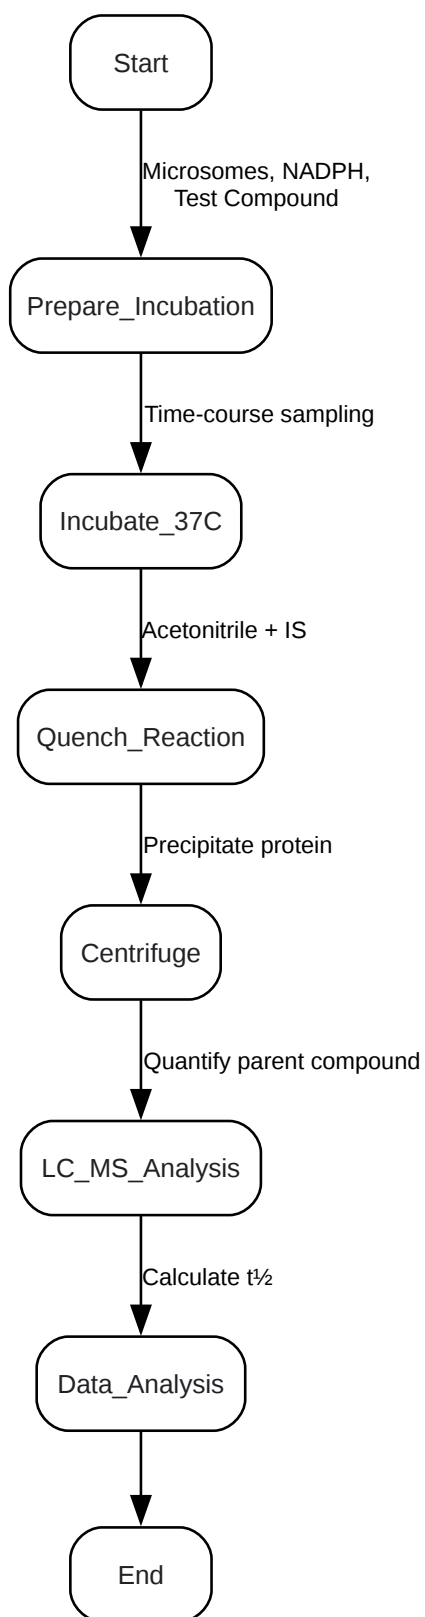 Start
Microsomes, NADPH,
Test Compound
Prepare_Incubation
Time-course sampling
Incubate_37C
Acetonitrile + IS
Quench_Reaction
Precipitate protein
Centrifuge
Quantify parent compound
LC_MS_Analysis
Calculate t½
Data_Analysis
End